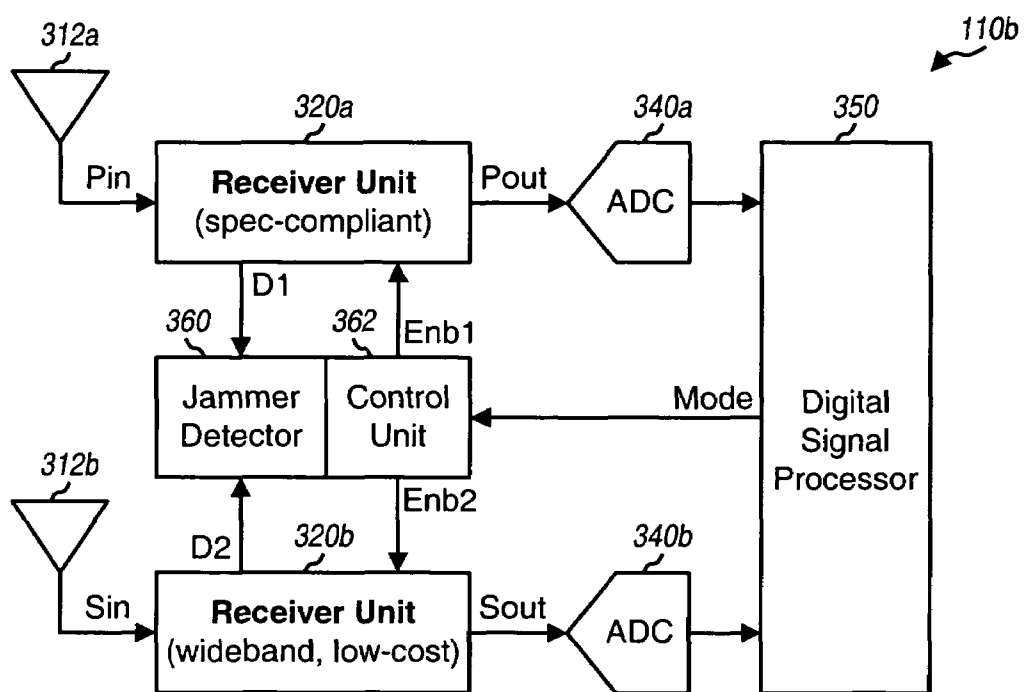 110b
312a
320a
340a
350
Pin
Receiver Unit
(spec-compliant)
Pout
ADC
D1
Enb1
360
362
Jammer
Detector
Control
Unit
Mode
Digital
Signal
Processor
312b
D2
Enb2
320b
340b
Sin
Receiver Unit
(wideband, low-cost)
Sout
ADC